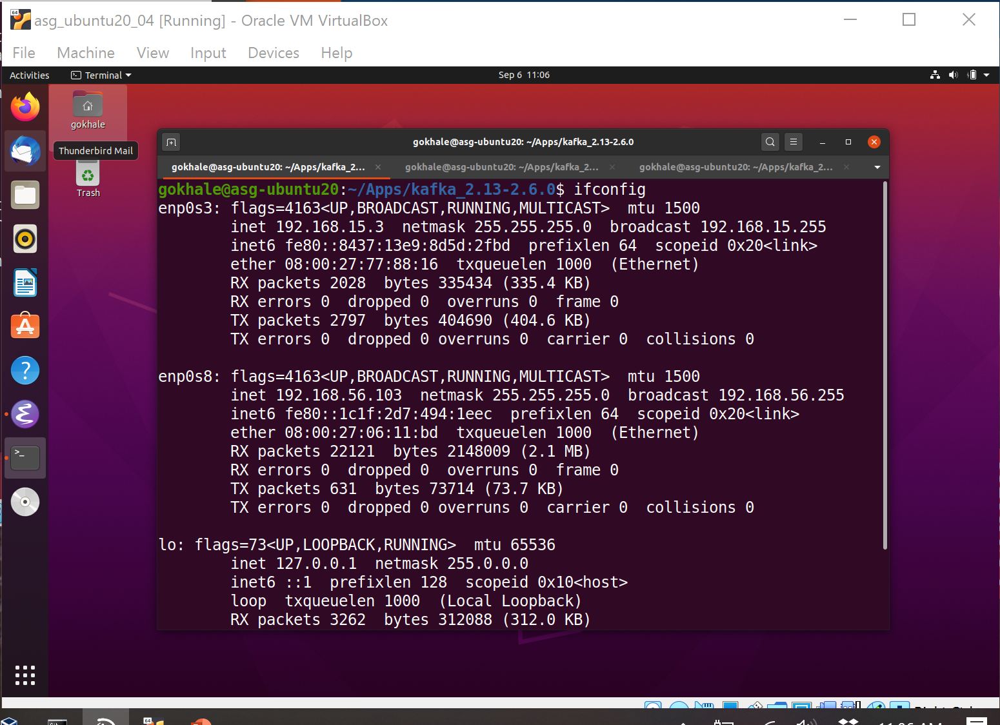 asg_ubuntu20_04 [Running] - Oracle VM VirtualBox
File Machine View Input Devices Help
Activities Terminal Sep 6 11:06
gokhale
Thunderbird Mail
Trash
gokhale@asg-ubuntu20: ~/Apps/kafka_2.13-2.6.0
gokhale@asg-ubuntu20: ~/Apps/kafka_2... gokhale@asg-ubuntu20: ~/Apps/kafka_2... gokhale@asg-ubuntu20: ~/Apps/kafka_2...
gokhale@asg-ubuntu20:~/Apps/kafka_2.13-2.6.0$ ifconfig
enp0s3: flags=4163<UP,BROADCAST,RUNNING,MULTICAST>  mtu 1500
inet 192.168.15.3  netmask 255.255.255.0  broadcast 192.168.15.255
inet6 fe80::8437:13e9:8d5d:2fbd  prefixlen 64  scopeid 0x20<link>
ether 08:00:27:77:88:16  txqueuelen 1000  (Ethernet)
RX packets 2028  bytes 335434 (335.4 KB)
RX errors 0  dropped 0  overruns 0  frame 0
TX packets 2797  bytes 404690 (404.6 KB)
TX errors 0  dropped 0 overruns 0  carrier 0  collisions 0
enp0s8: flags=4163<UP,BROADCAST,RUNNING,MULTICAST>  mtu 1500
inet 192.168.56.103  netmask 255.255.255.0  broadcast 192.168.56.255
inet6 fe80::1c1f:2d7:494:1eec  prefixlen 64  scopeid 0x20<link>
ether 08:00:27:06:11:bd  txqueuelen 1000  (Ethernet)
RX packets 22121  bytes 2148009 (2.1 MB)
RX errors 0  dropped 0  overruns 0  frame 0
TX packets 631  bytes 73714 (73.7 KB)
TX errors 0  dropped 0 overruns 0  carrier 0  collisions 0
lo: flags=73<UP,LOOPBACK,RUNNING>  mtu 65536
inet 127.0.0.1  netmask 255.0.0.0
inet6 ::1  prefixlen 128  scopeid 0x10<host>
loop  txqueuelen 1000  (Local Loopback)
RX packets 3262  bytes 312088 (312.0 KB)